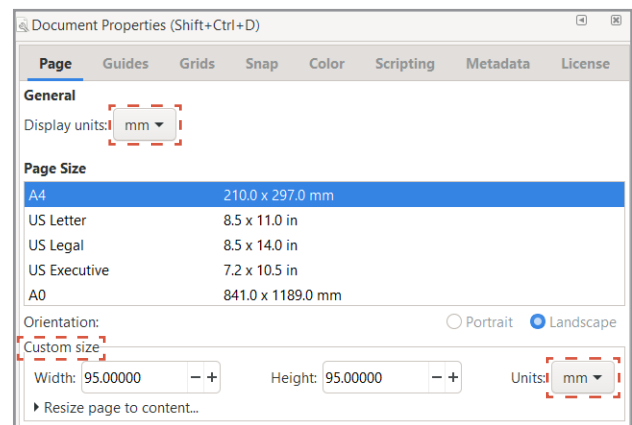 Document Properties (Shift+Ctrl+D)
Page Guides Grids Snap Color Scripting Metadata License
General
Display units: mm
Page Size
A4 210.0 x 297.0 mm
US Letter 8.5 x 11.0 in
US Legal 8.5 x 14.0 in
US Executive 7.2 x 10.5 in
A0 841.0 x 1189.0 mm
Orientation: Portrait Landscape
Custom size
Width: 95.00000 − + Height: 95.00000 − + Units: mm
Resize page to content...